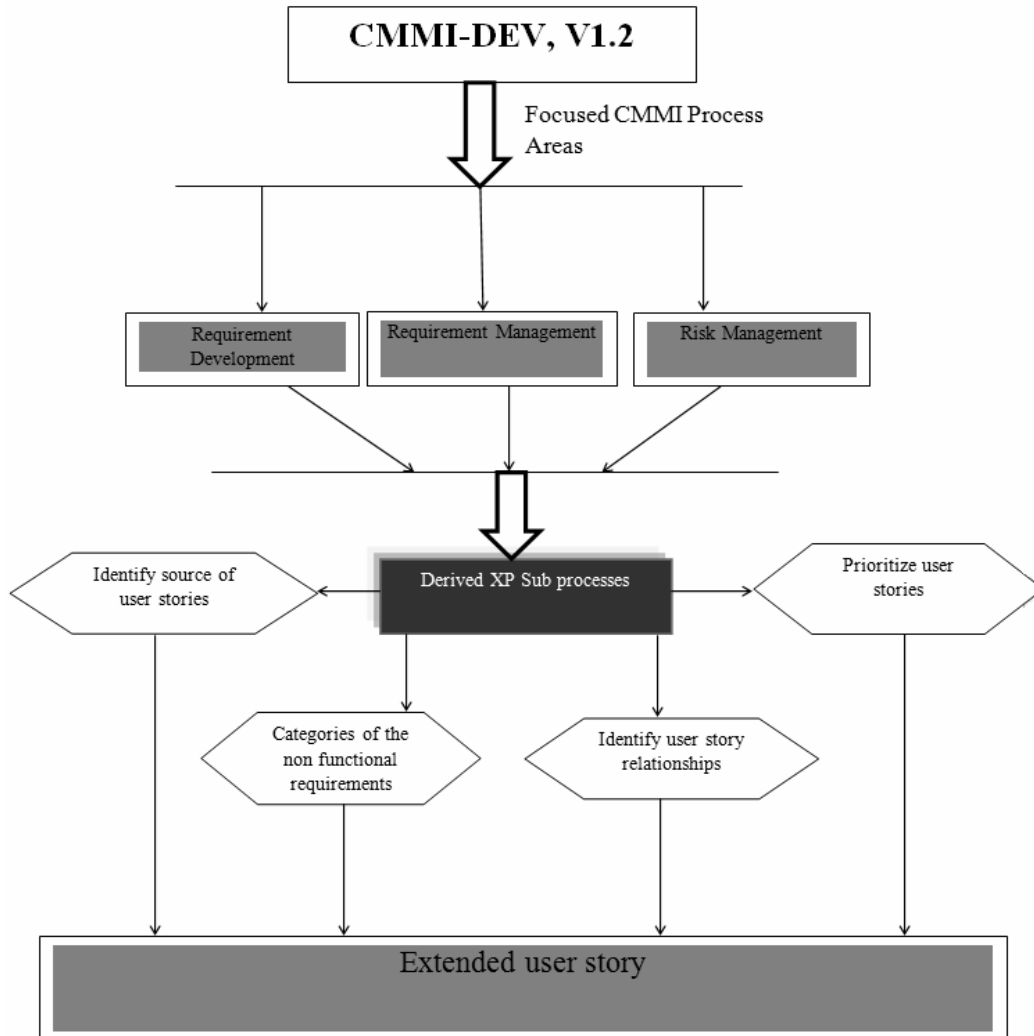 CMMI-DEV, V1.2
Focused CMMI Process
Areas
Requirement
Development
Requirement Management
Risk Management
Derived XP Sub processes
Identify source of
user stories
Prioritize user
stories
Categories of the
non functional
requirements
Identify user story
relationships
Extended user story